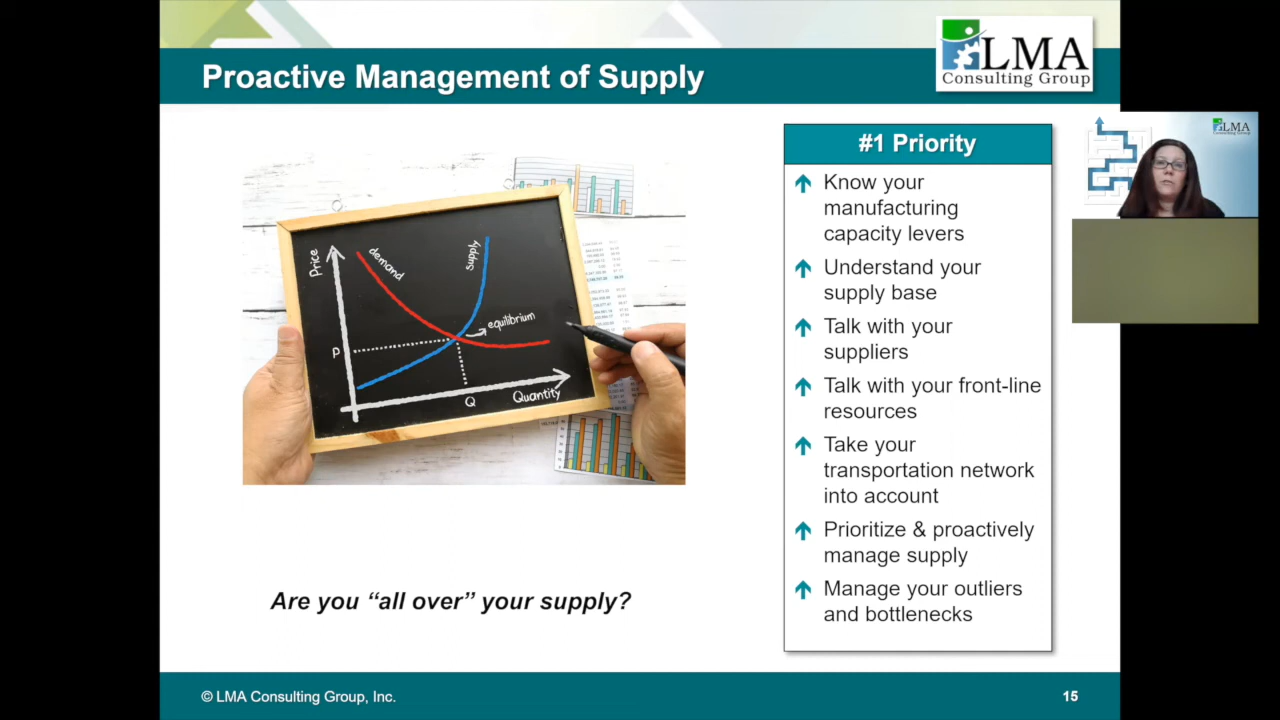 LMA
Consulting Group
Proactive Management of Supply
LMA
#1 Priority
Know your
manufacturing
capacity levers
Understand your
supply base
Talk with your
suppliers
Talk with your front-line
resources
Take your
transportation network
into account
Prioritize & proactively
manage supply
Manage your outliers
and bottlenecks
Price
demand
supply
equilibrium
P
Q
Quantity
Are you “all over” your supply?
© LMA Consulting Group, Inc.
15